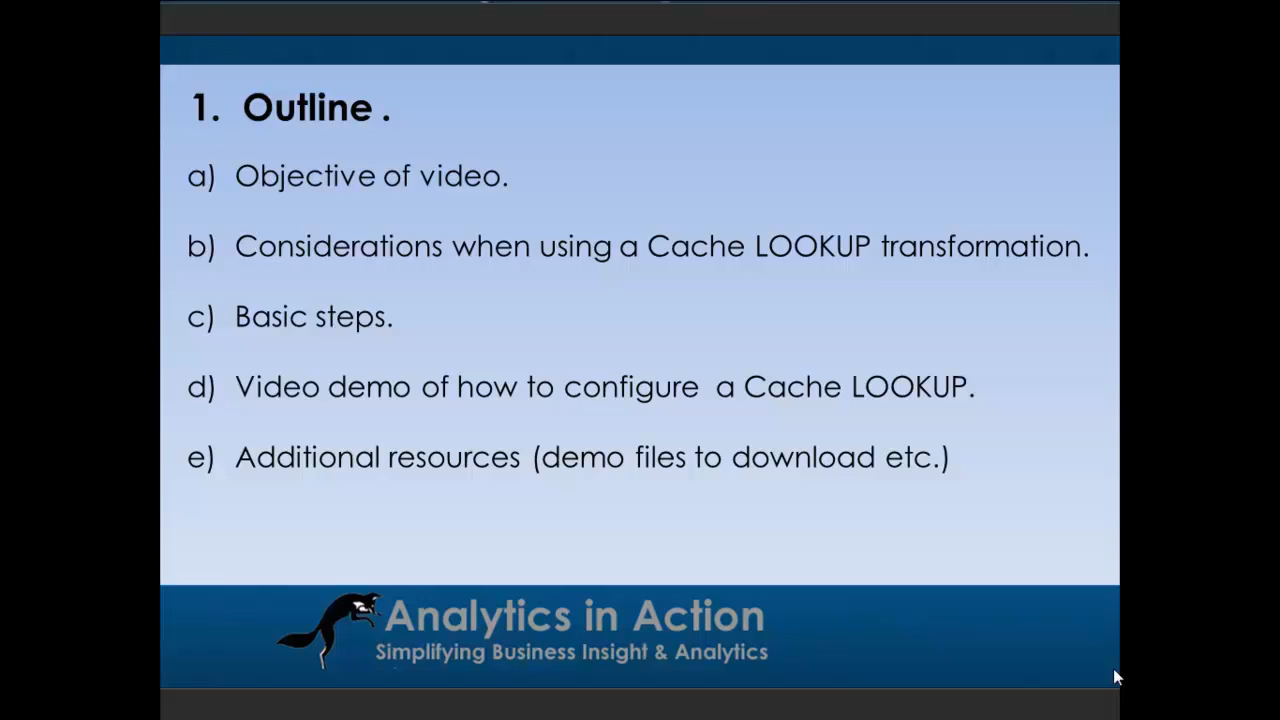 1. Outline .
a) Objective of video.
b) Considerations when using a Cache LOOKUP transformation.
c) Basic steps.
d) Video demo of how to configure a Cache LOOKUP.
e) Additional resources (demo files to download etc.)
Analytics in Action
Simplifying Business Insight & Analytics